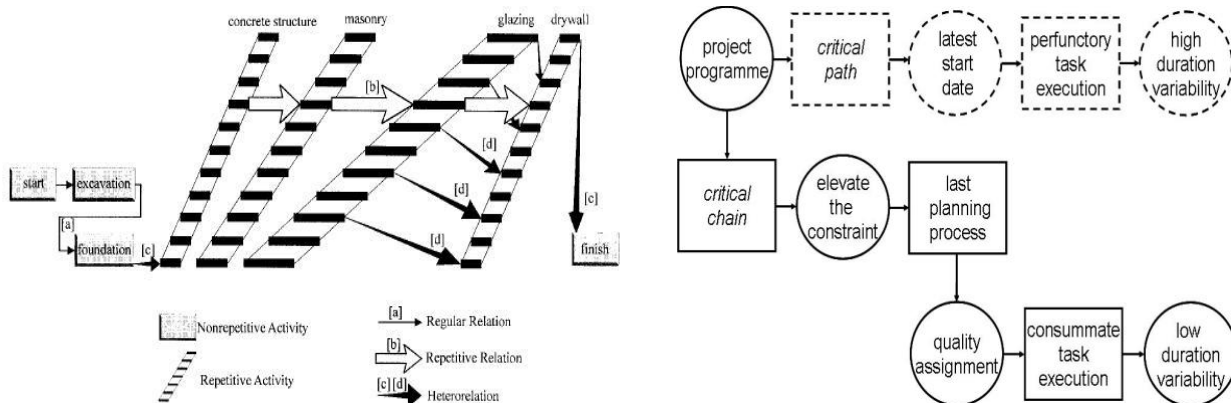 concrete structure
masonry
glazing
drywall
[b]
[d]
[d]
[d]
[c]
start
excavation
[a]
foundation
[c]
finish
Nonrepetitive Activity
Repetitive Activity
[a]
Regular Relation
[b]
Repetitive Relation
[c][d]
Heterorelation
project
programme
critical
path
latest
start
date
perfunctory
task
execution
high
duration
variability
critical
chain
elevate
the
constraint
last
planning
process
quality
assignment
consummate
task
execution
low
duration
variability